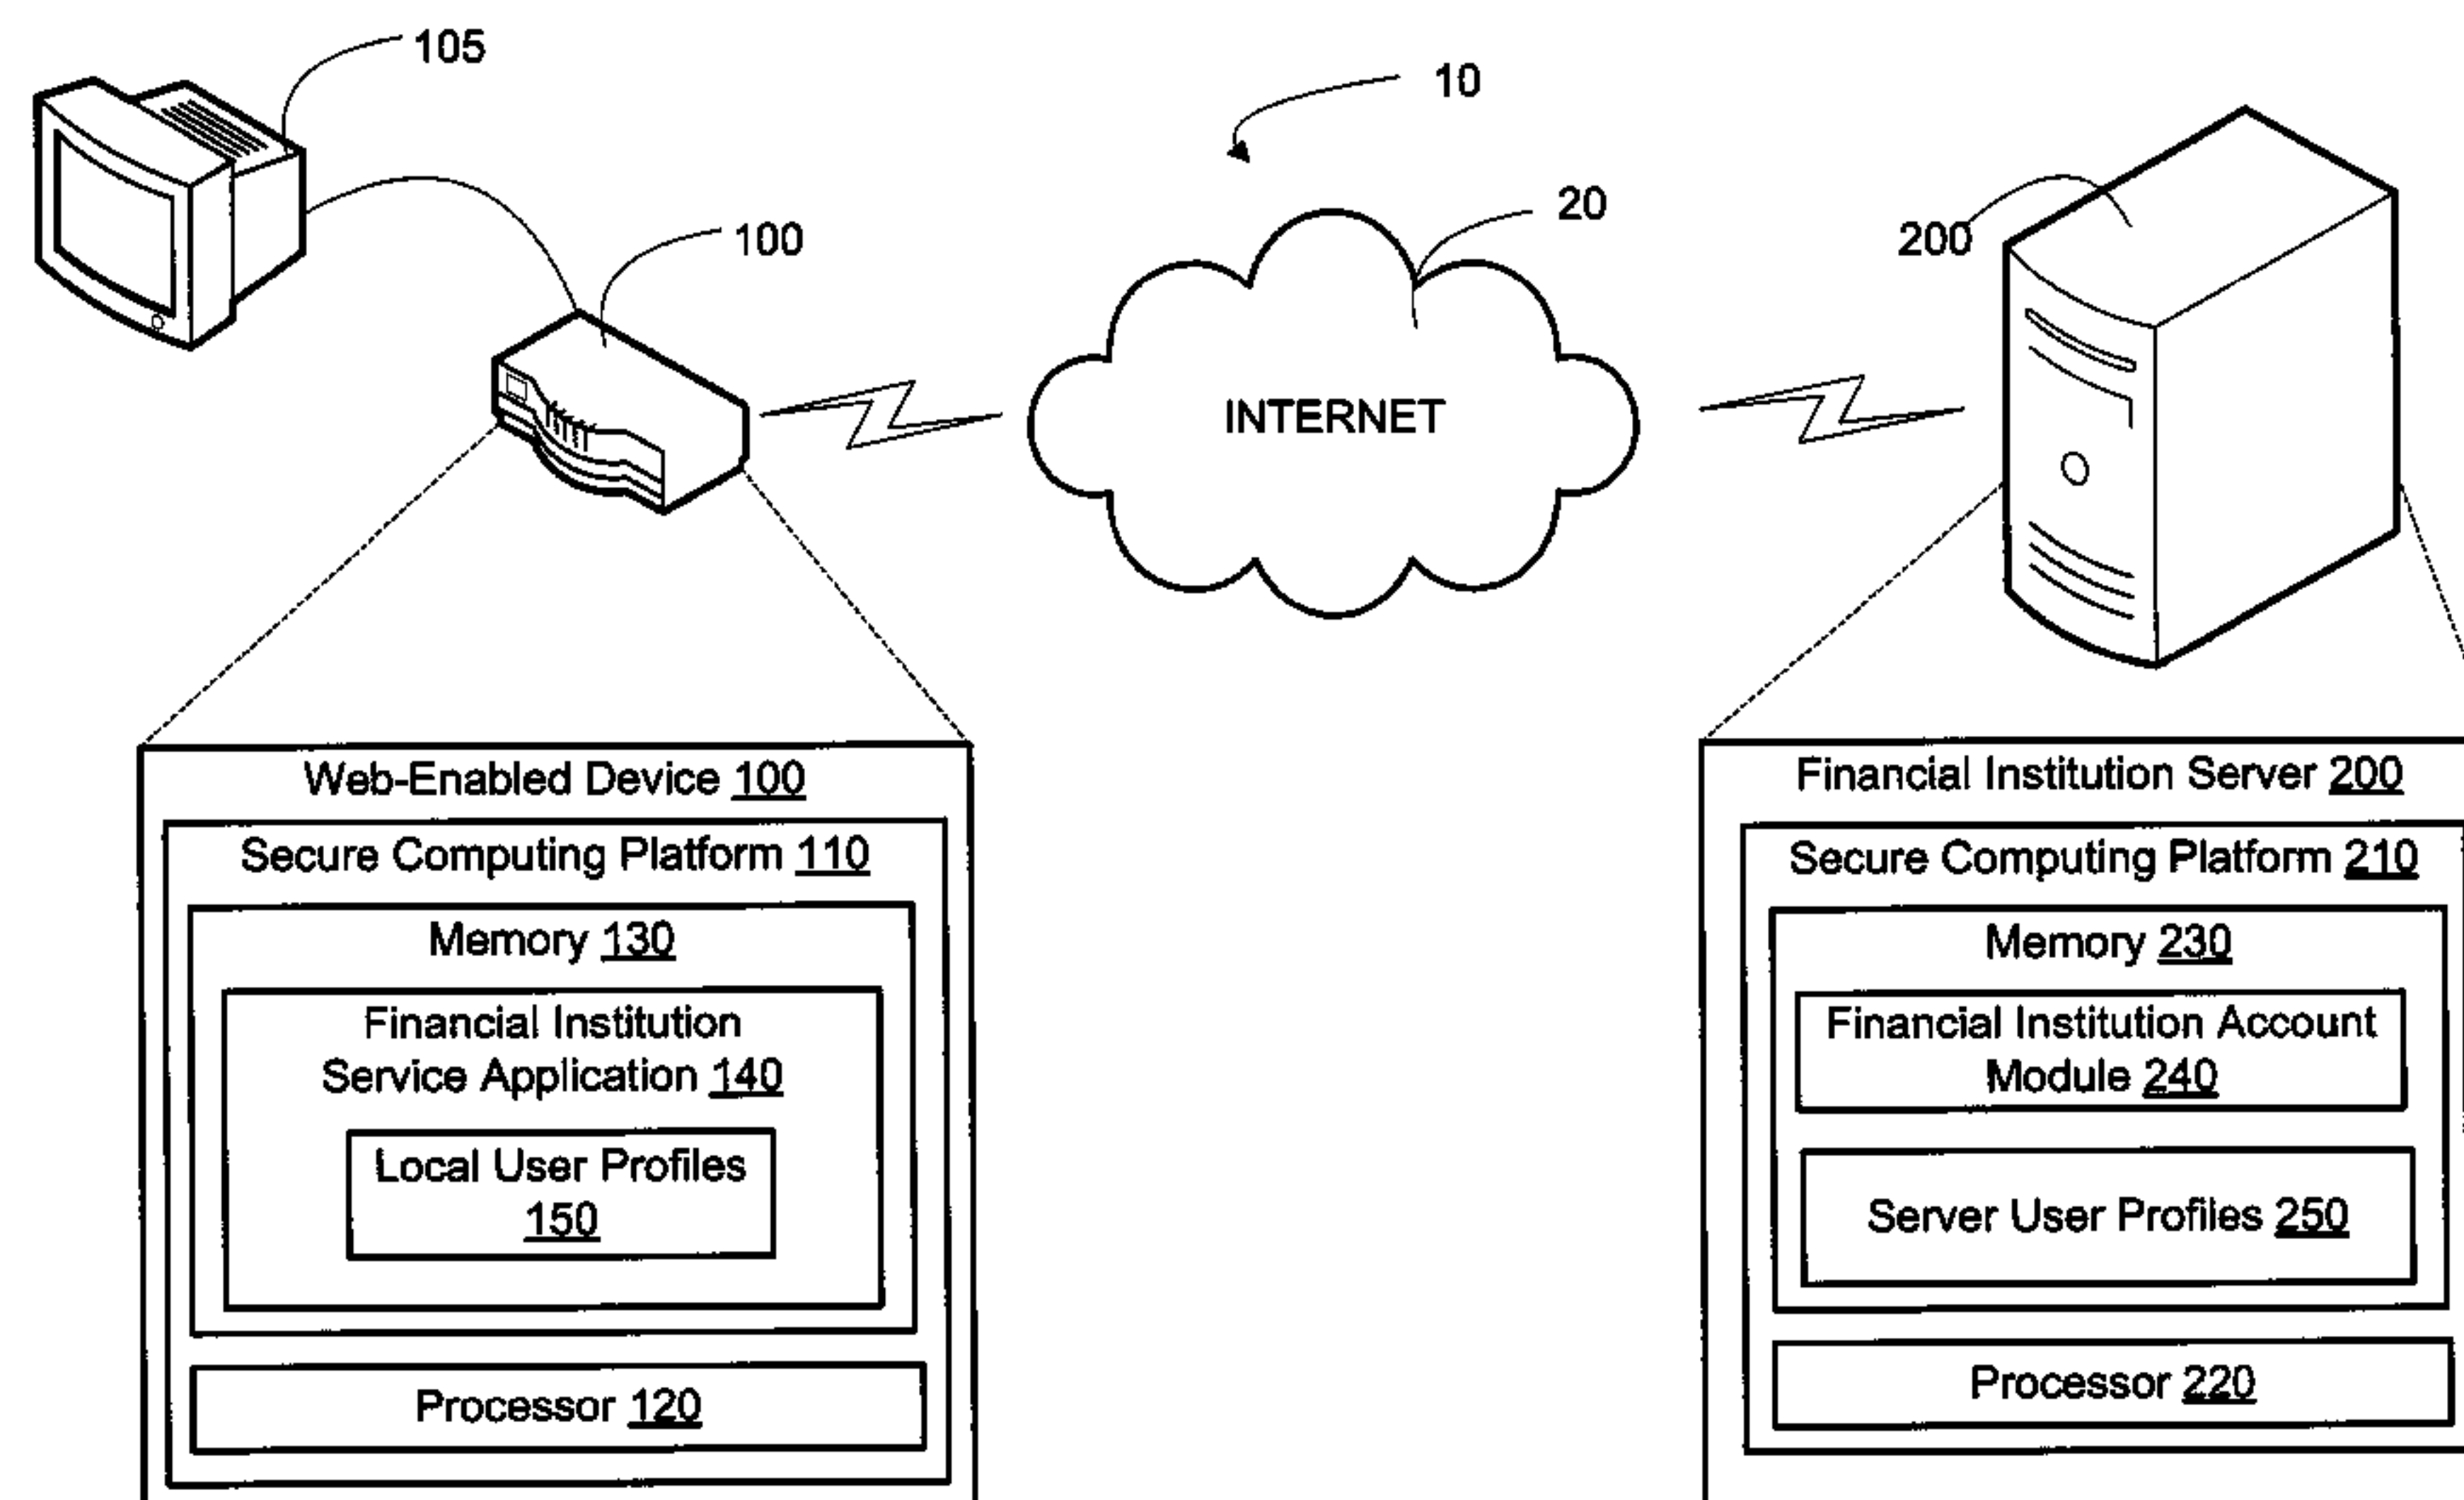 105
10
20
100
200
INTERNET
Web-Enabled Device 100
Secure Computing Platform 110
Memory 130
Financial Institution
Service Application 140
Local User Profiles
150
Processor 120
Financial Institution Server 200
Secure Computing Platform 210
Memory 230
Financial Institution Account
Module 240
Server User Profiles 250
Processor 220